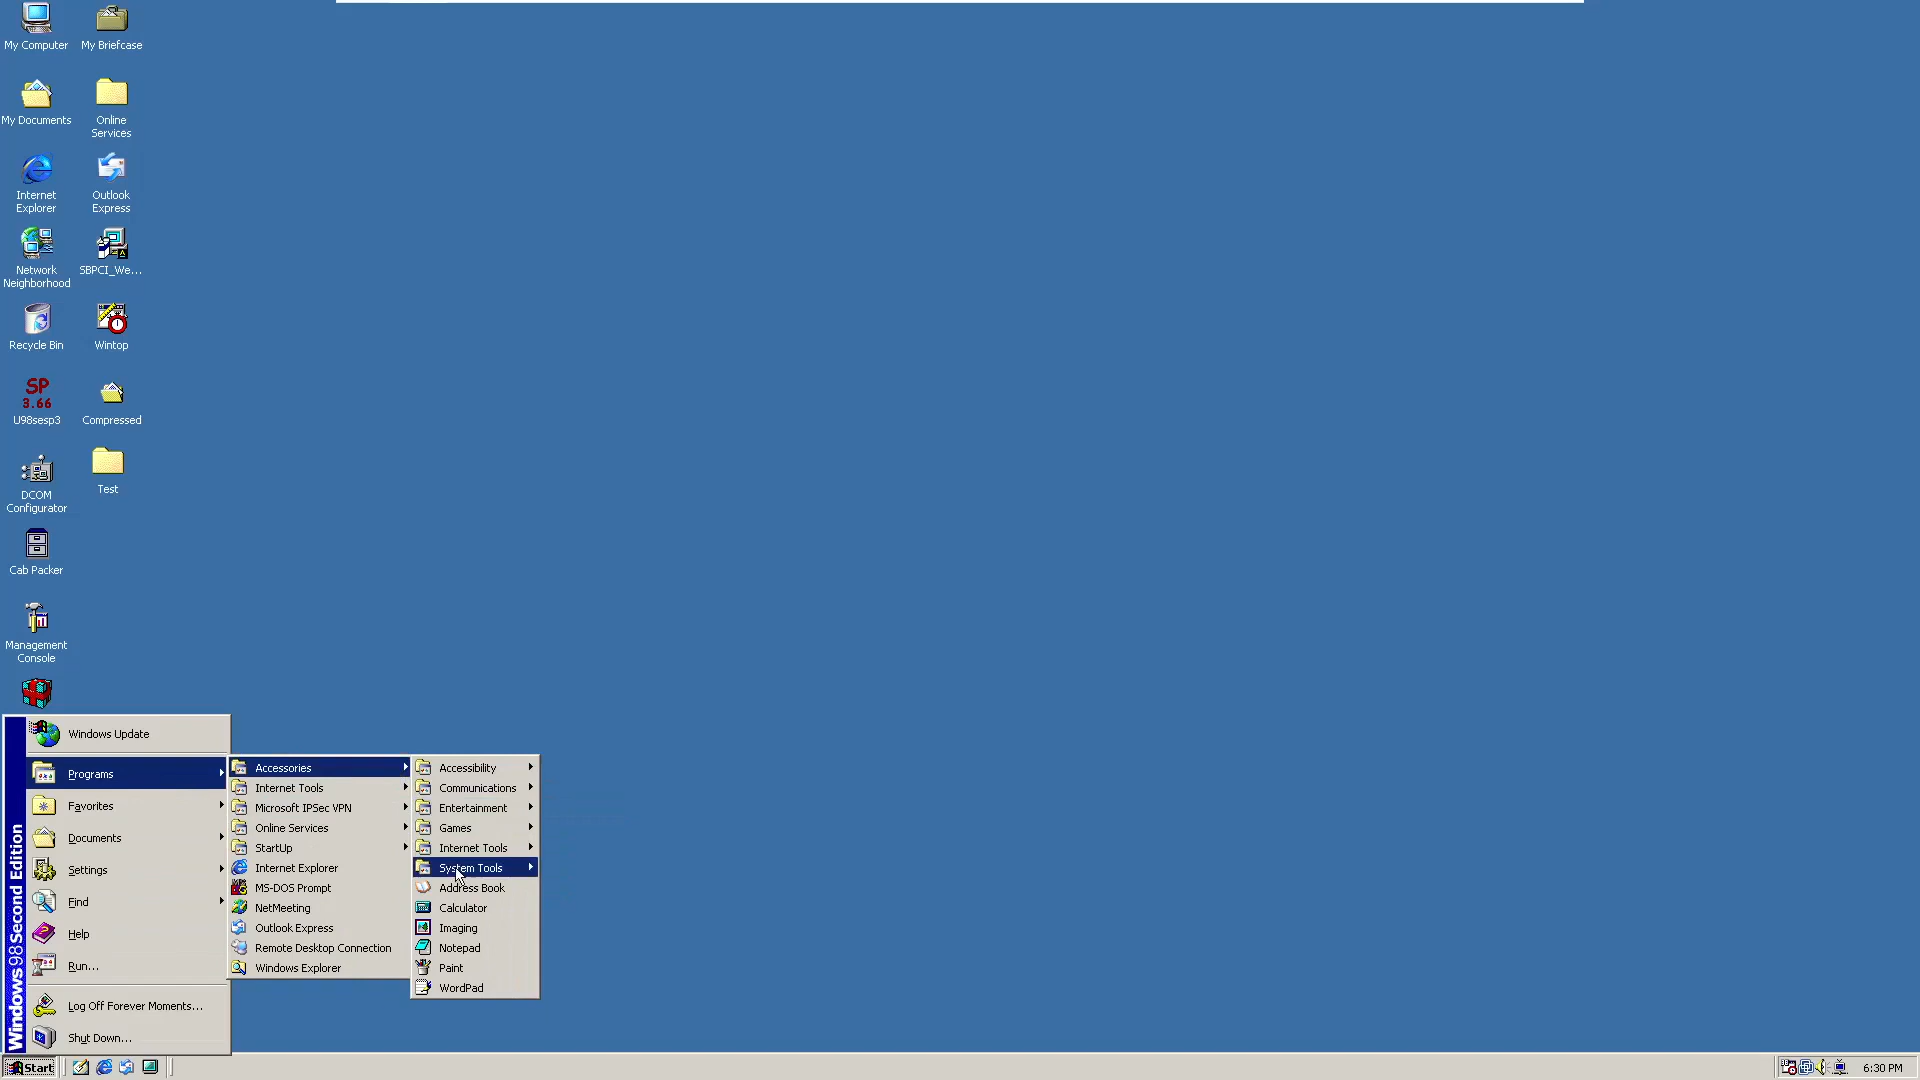 My Computer
My Briefcase
My Documents
Online
Services
Internet
Explorer
Outlook
Express
Network
Neighborhood
SBPCI_We...
Recycle Bin
Wintop
SP
3.66
U98sesp3
Compressed
DCOM
Configurator
Test
Cab Packer
Management
Console
Windows Update
Programs
Favorites
Documents
Settings
Find
Help
Run...
Log Off Forever Moments...
Shut Down...
Windows98 Second Edition
Accessories
Internet Tools
Microsoft IPSec VPN
Online Services
StartUp
Internet Explorer
MS-DOS Prompt
NetMeeting
Outlook Express
Remote Desktop Connection
Windows Explorer
Accessibility
Communications
Entertainment
Games
Internet Tools
System Tools
Address Book
Calculator
Imaging
Notepad
Paint
WordPad
Start
6:30 PM